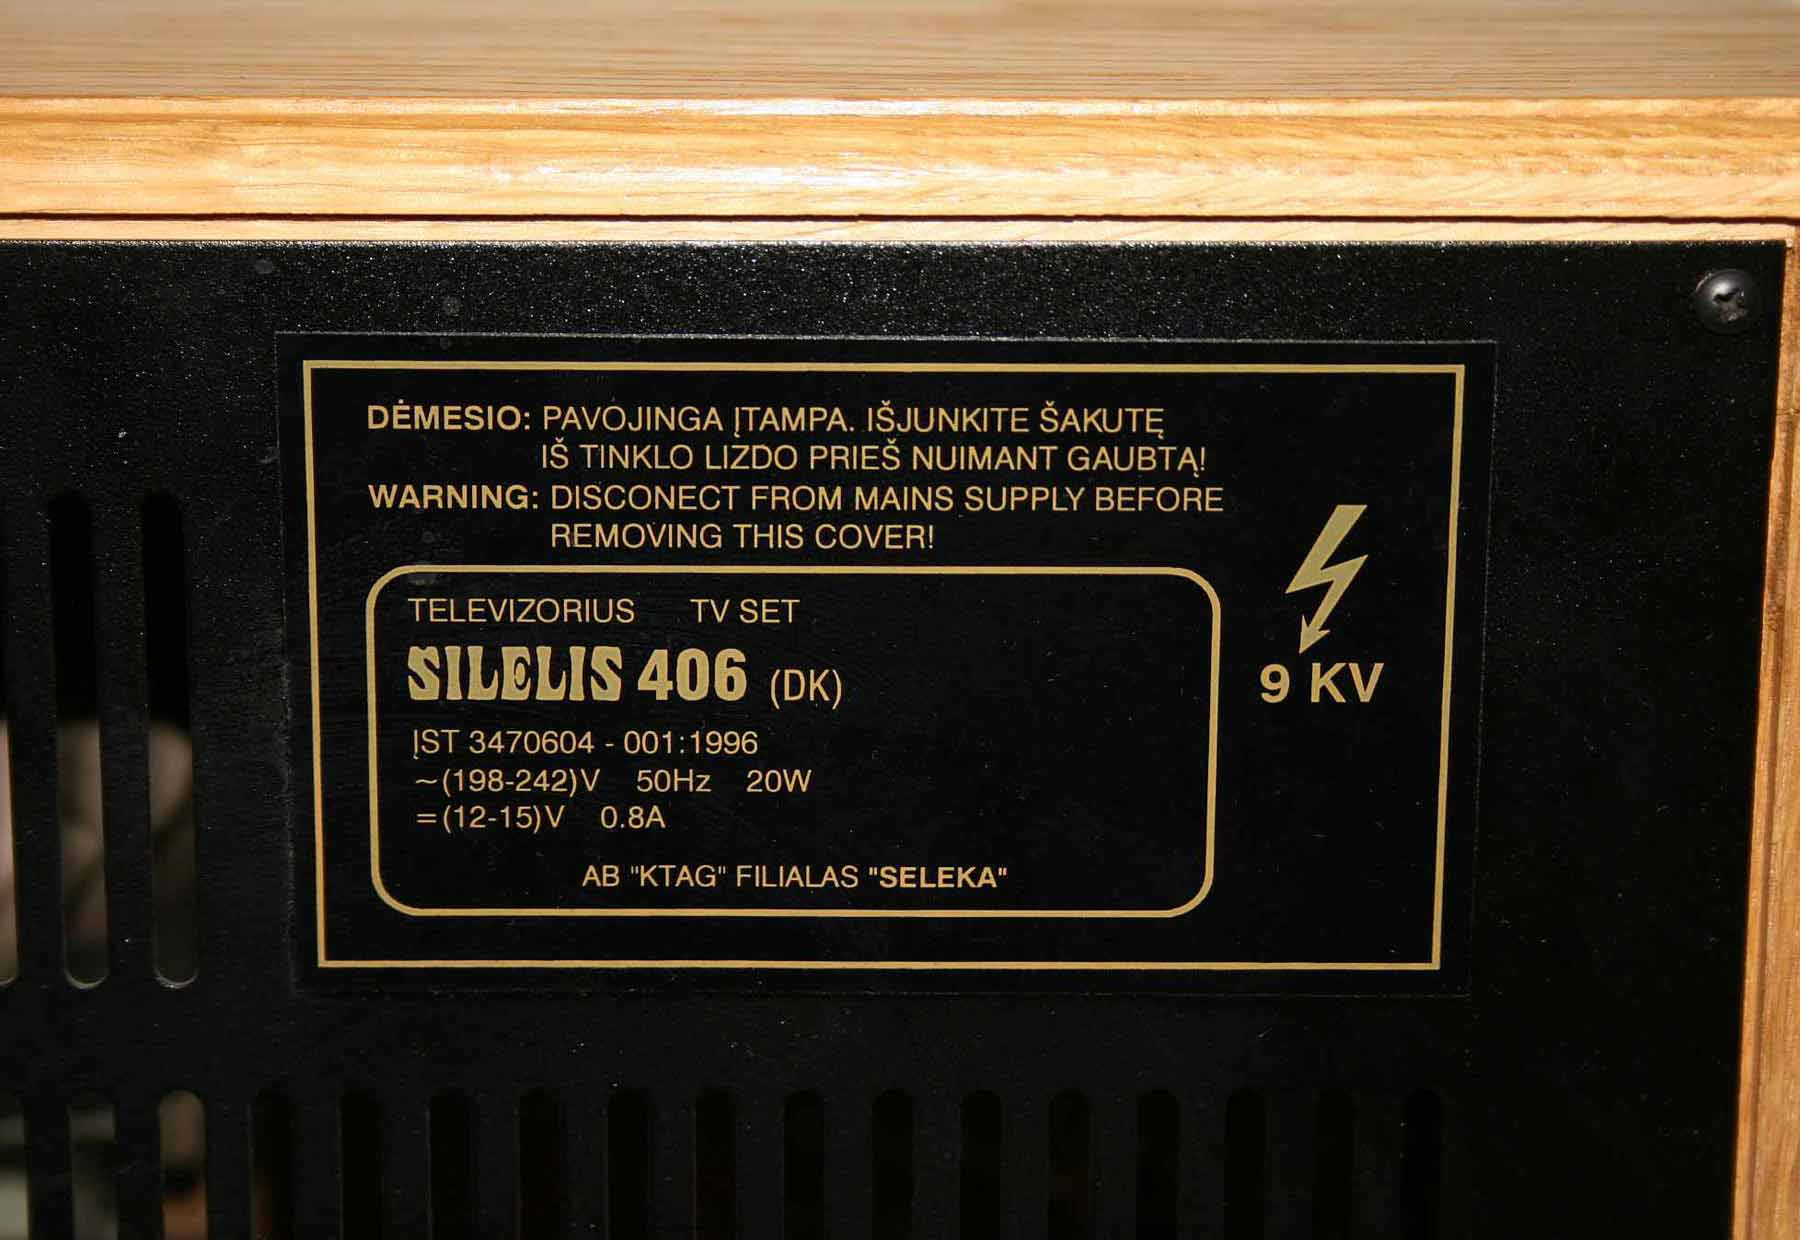 DĖMESIO: PAVOJINGA ĮTAMPA. IŠJUNKITE ŠAKUTĘ
IŠ TINKLO LIZDO PRIEŠ NUIMANT GAUBTĄ!
WARNING: DISCONECT FROM MAINS SUPPLY BEFORE
REMOVING THIS COVER!
TELEVIZORIUS TV SET
ŠILELIS 406 (DK)
ĮST 3470604 - 001:1996
~(198-242)V 50Hz 20W
=(12-15)V 0.8A
AB "KTAG" FILIALAS "SELEKA"
9 KV